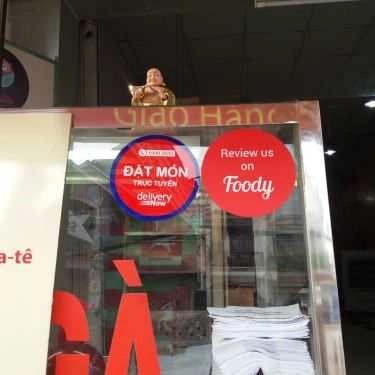 Giao Hàng
ĐẶT MÓN
TRỰC TUYẾN
delivery
Now
Review us
on
Foody
a-tê
GÀ